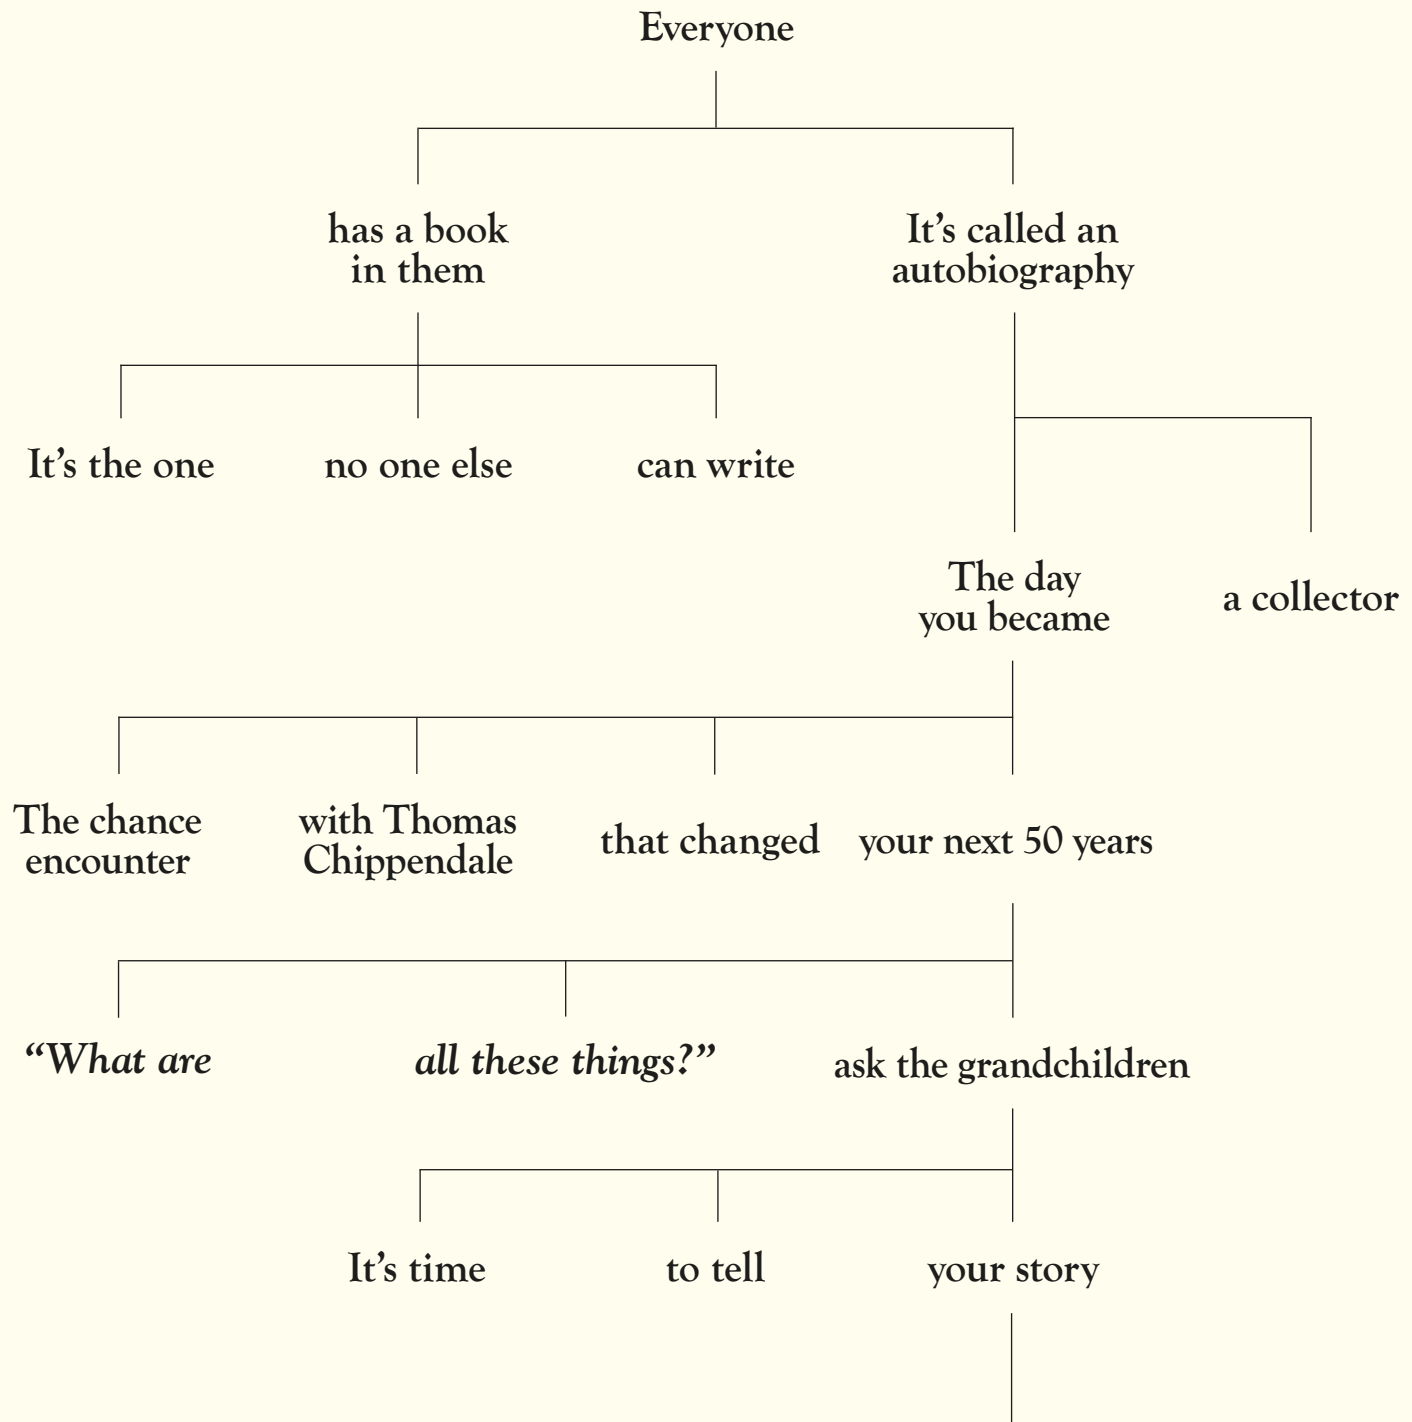 Everyone
has a book
in them
It’s called an
autobiography
It’s the one
no one else
can write
The day
you became
a collector
The chance
encounter
with Thomas
Chippendale
that changed
your next 50 years
“What are
all these things?”
ask the grandchildren
It’s time
to tell
your story